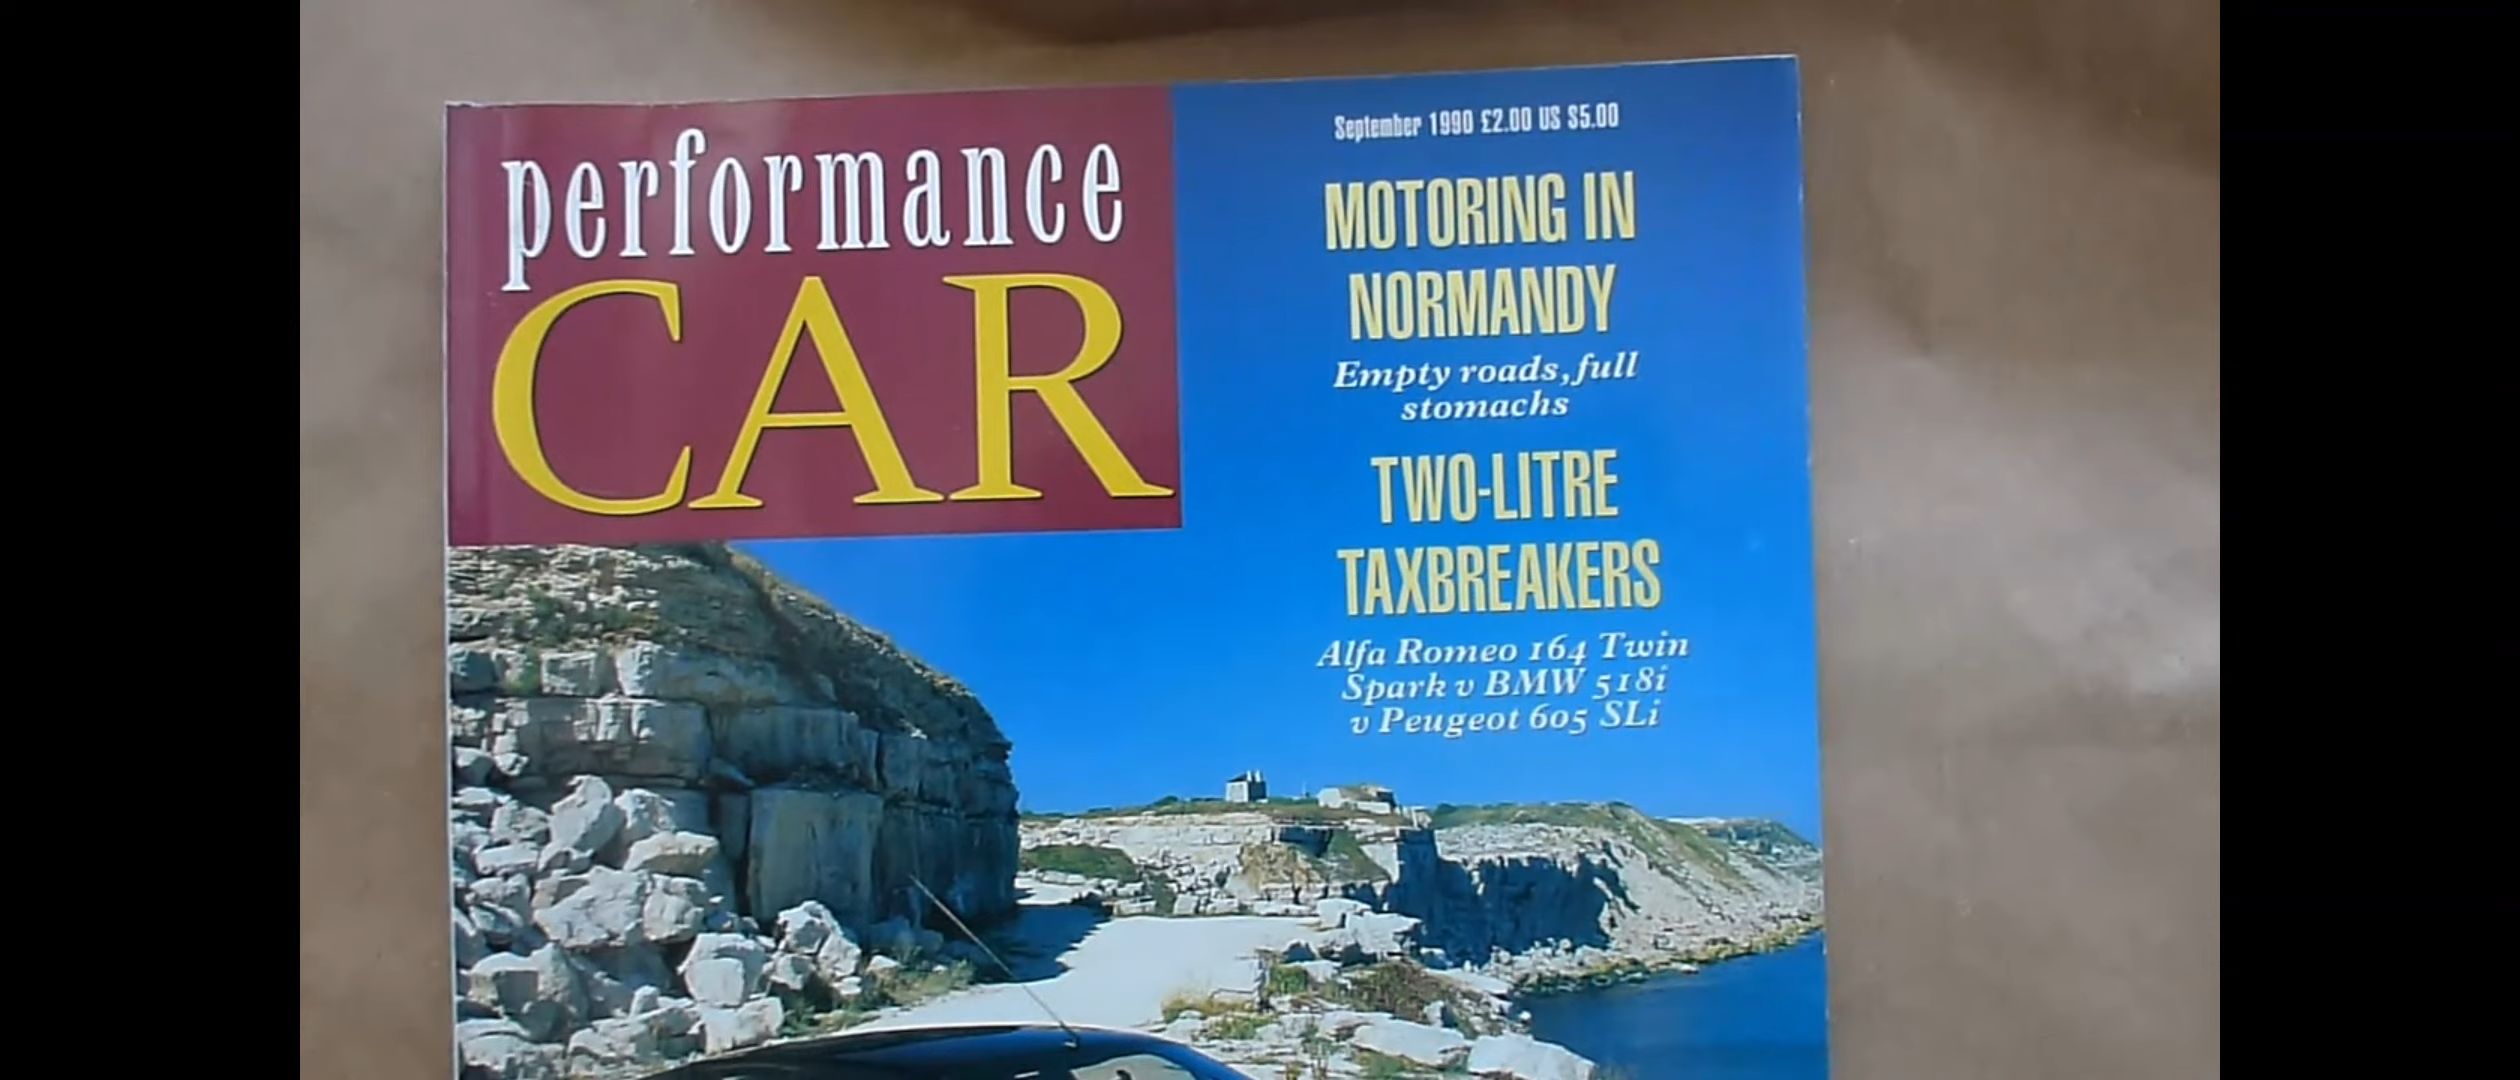 performance
CAR
September 1990 £2.00 US $5.00
MOTORING IN
NORMANDY
Empty roads, full
stomachs
TWO-LITRE
TAXBREAKERS
Alfa Romeo 164 Twin
Spark v BMW 518i
v Peugeot 605 SLi